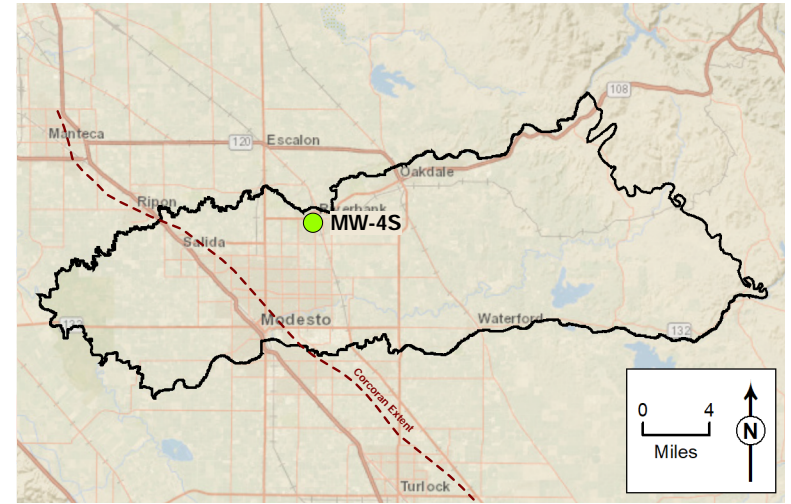 108
Manteca
120
Escalon
Oakdale
Ripon
Riverbank
MW-4S
Salida
132
Modesto
Waterford
132
Corcoran Extent
0 4
Miles
N
Turlock